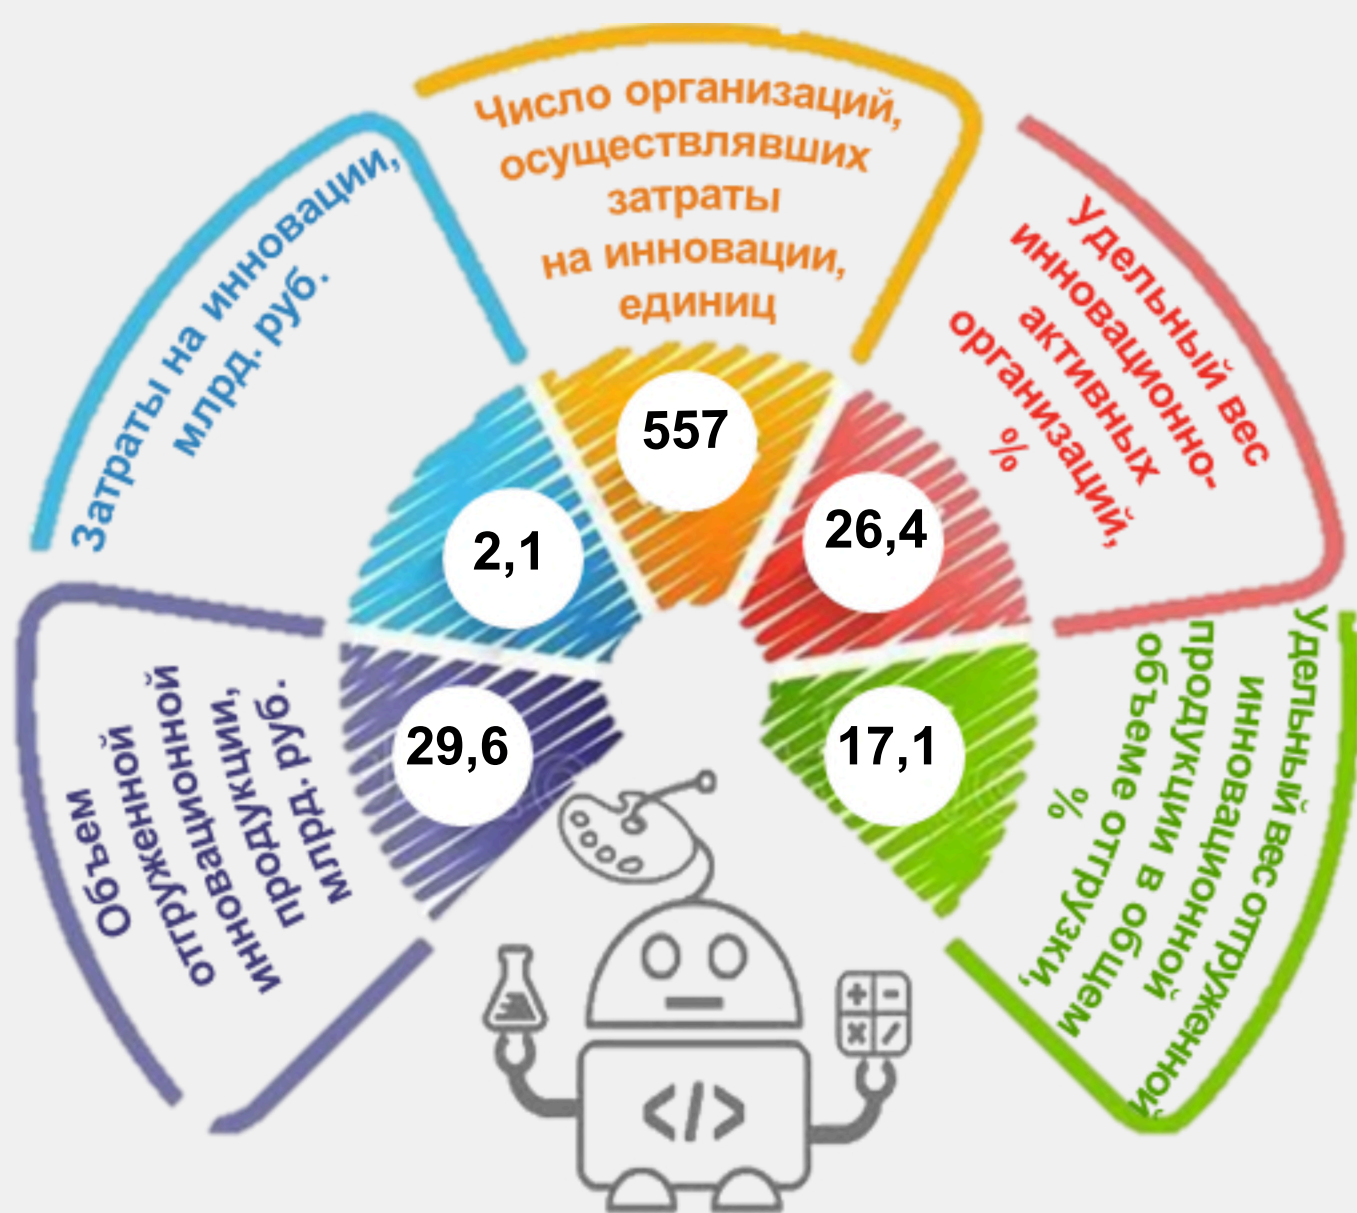 Объем
отгруженной
инновационной
продукции,
млрд. руб.
29,6
Затраты на инновации,
млрд. руб.
2,1
Число организаций,
осуществлявших
затраты
на инновации,
единиц
557
Удельный вес
инновационно-
активных
организаций,
%
26,4
Удельный вес отгруженной
инновационной
продукции в общем
объеме отгрузки,
%
17,1